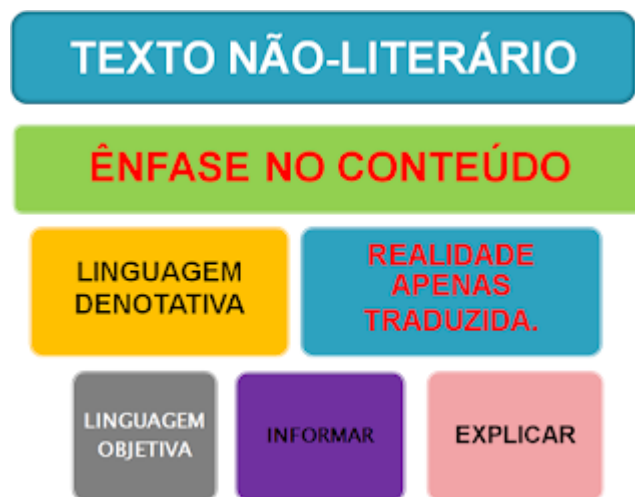 TEXTO NÃO-LITERÁRIO
ÊNFASE NO CONTEÚDO
LINGUAGEM
DENOTATIVA
REALIDADE
APENAS
TRADUZIDA.
LINGUAGEM
OBJETIVA
INFORMAR
EXPLICAR